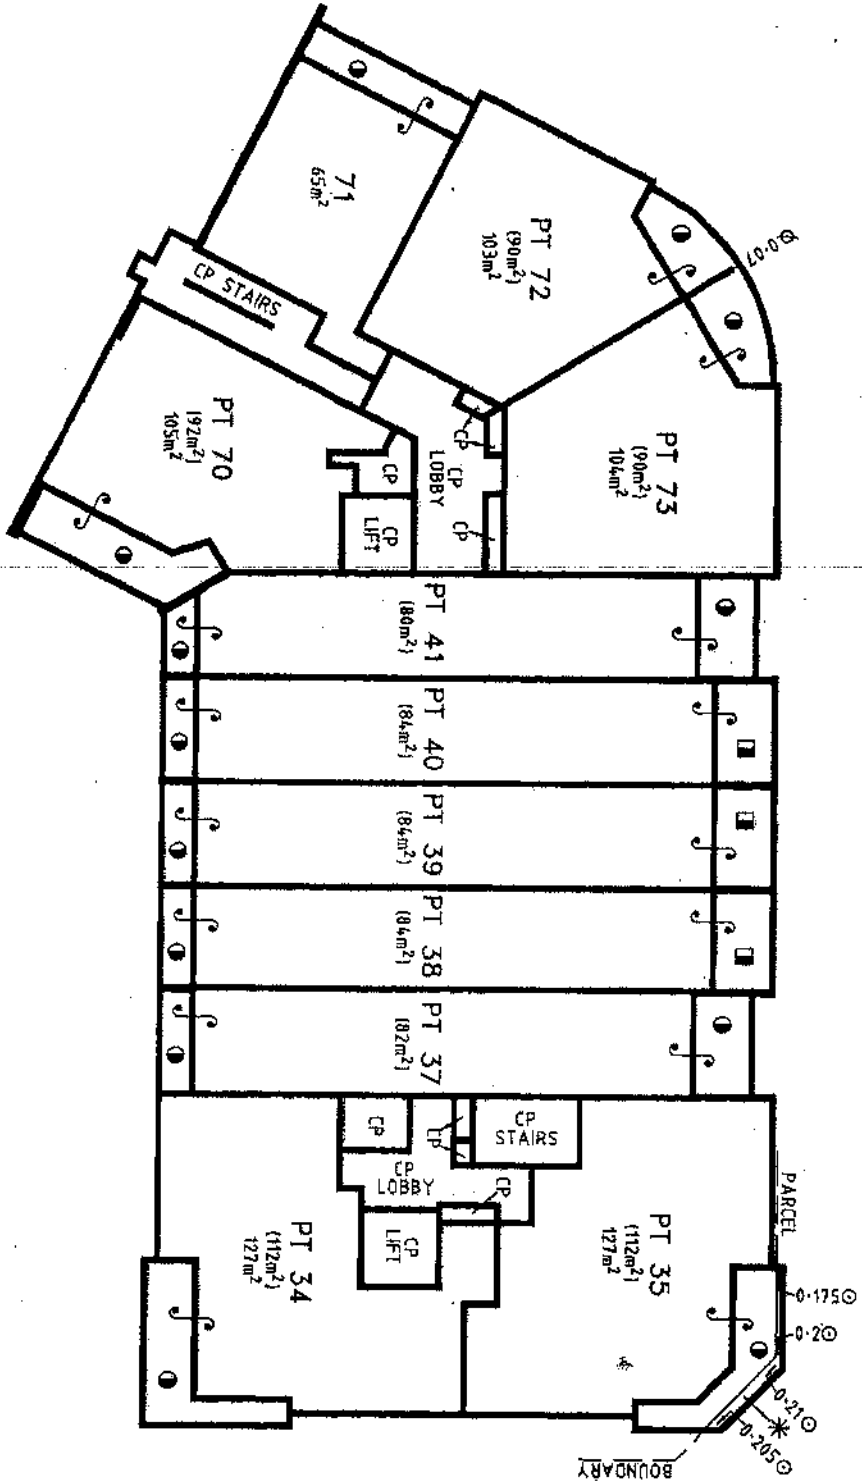 71
65m²
PT 72
(90m²)
103m²
⌀0·07
CP STAIRS
PT 70
(92m²)
105m²
PT 73
(90m²)
104m²
CP
CP
LOBBY
CP
CP
CP
LIFT
PT 41
(80m²)
PT 40
(84m²)
PT 39
(84m²)
PT 38
(84m²)
PT 37
(82m²)
CP
CP
CP
STAIRS
CP
LOBBY
CP
CP
LIFT
PT 34
(112m²)
127m²
PT 35
(112m²)
127m²
PARCEL
0·175⊙
0·2⊙
0·21⊙
0·205⊙
BOUNDARY